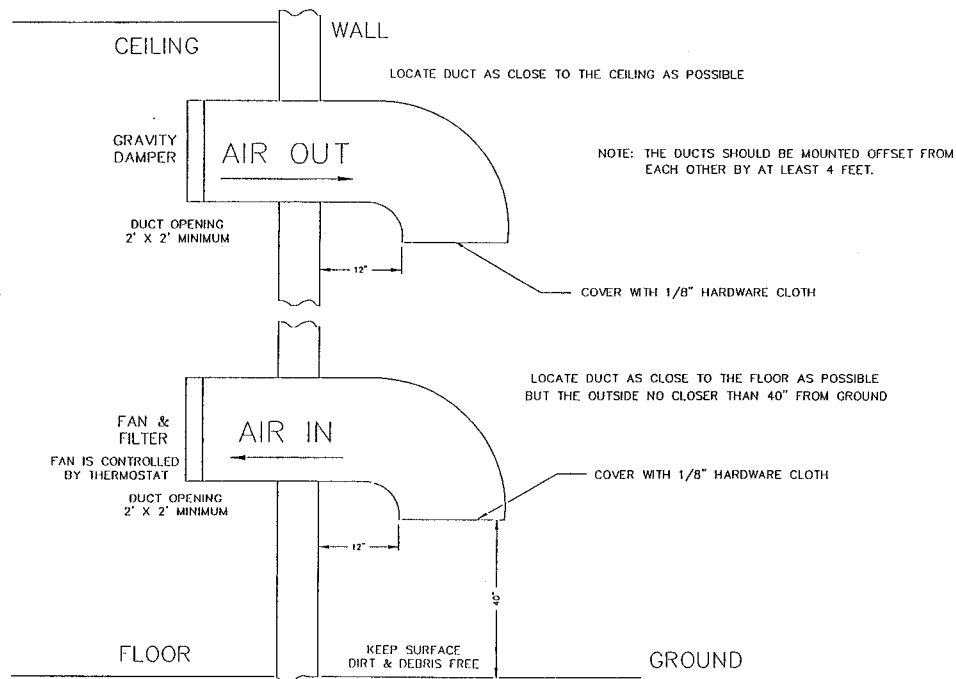 CEILING
WALL
LOCATE DUCT AS CLOSE TO THE CEILING AS POSSIBLE
GRAVITY
DAMPER
AIR OUT
NOTE: THE DUCTS SHOULD BE MOUNTED OFFSET FROM
EACH OTHER BY AT LEAST 4 FEET.
DUCT OPENING
2' X 2' MINIMUM
12"
COVER WITH 1/8" HARDWARE CLOTH
LOCATE DUCT AS CLOSE TO THE FLOOR AS POSSIBLE
BUT THE OUTSIDE NO CLOSER THAN 40" FROM GROUND
FAN &
FILTER
AIR IN
FAN IS CONTROLLED
BY THERMOSTAT
COVER WITH 1/8" HARDWARE CLOTH
DUCT OPENING
2' X 2' MINIMUM
12"
40"
FLOOR
KEEP SURFACE
DIRT & DEBRIS FREE
GROUND